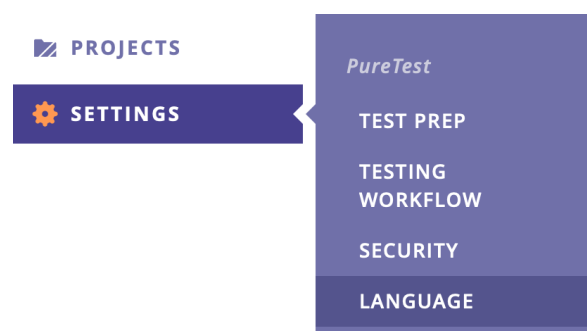 PROJECTS
SETTINGS
PureTest
TEST PREP
TESTING
WORKFLOW
SECURITY
LANGUAGE